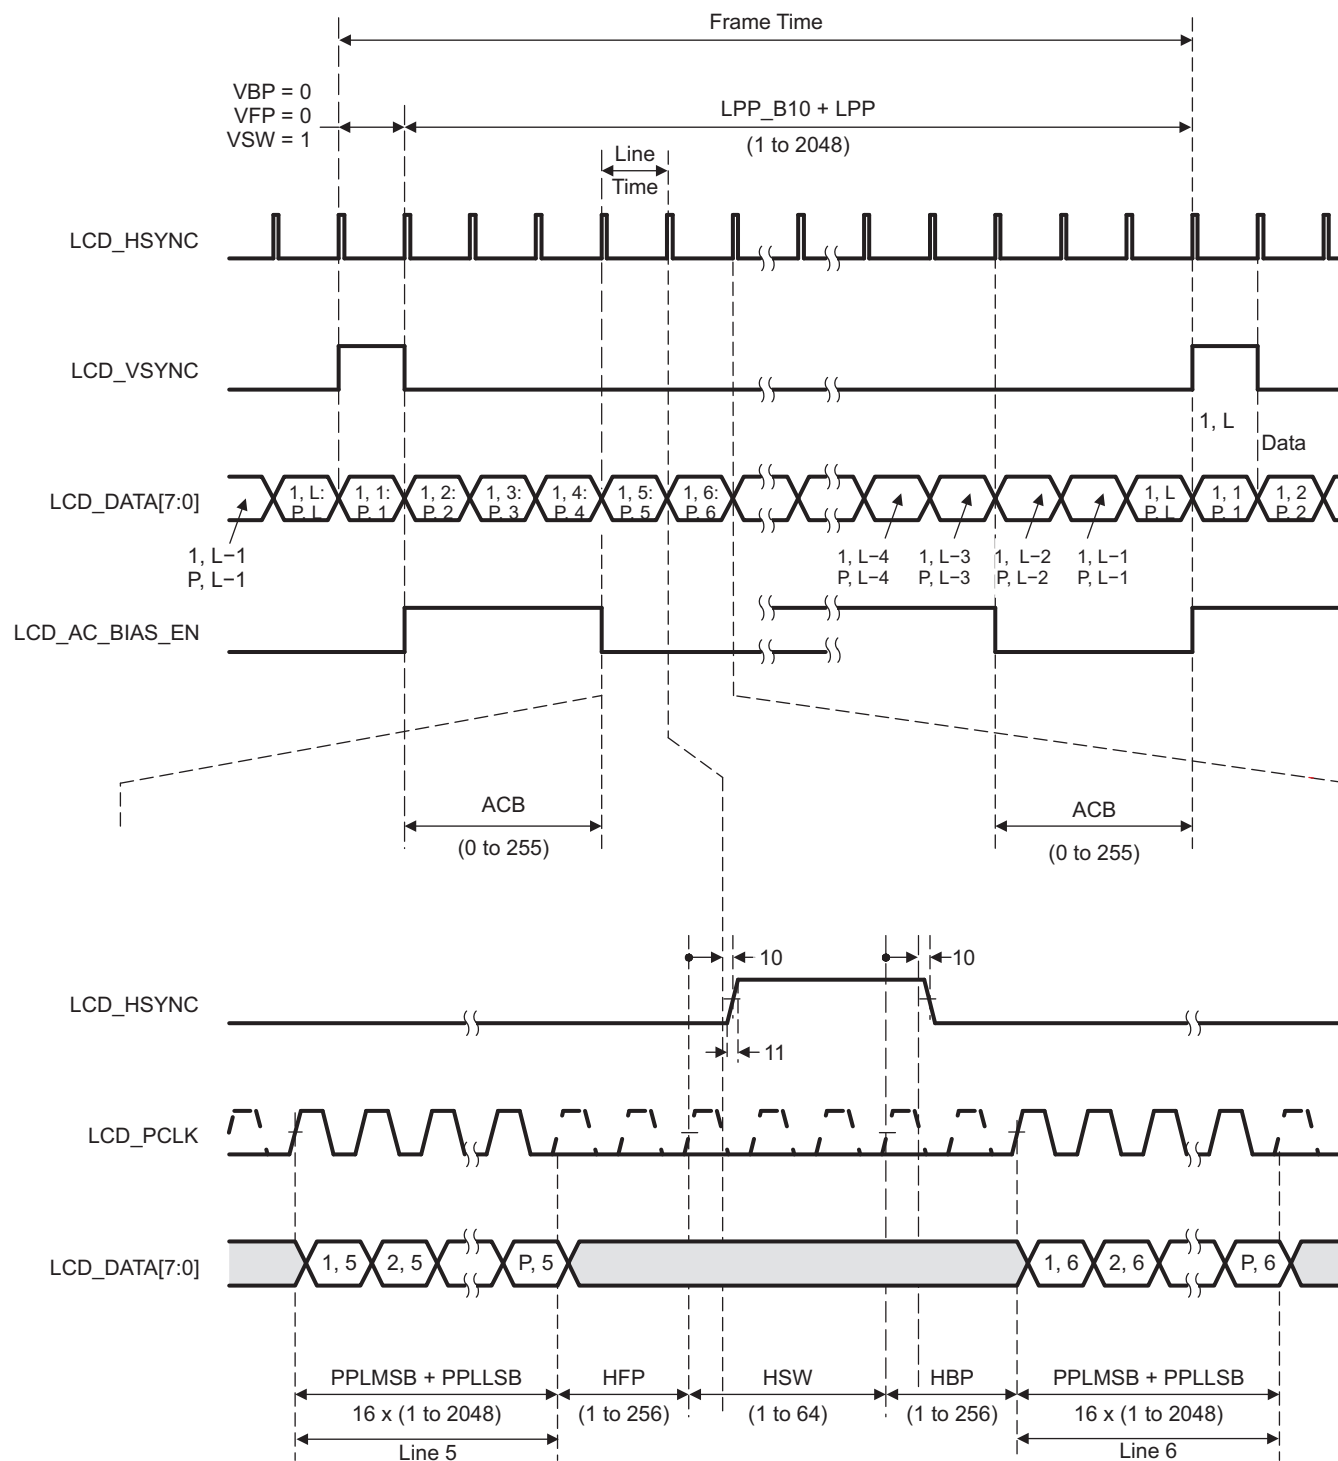 Frame Time
VBP = 0
VFP = 0
VSW = 1
LPP_B10 + LPP
(1 to 2048)
Line
Time
LCD_HSYNC
LCD_VSYNC
1, L
Data
LCD_DATA[7:0]
1, L: 1, 1: 1, 2: 1, 3: 1, 4: 1, 5: 1, 6: 1, L 1, 1 1, 2
P, L P, 1 P, 2 P, 3 P, 4 P, 5 P, 6 P, L P, 1 P, 2
1, L−1 1, L−4 1, L−3 1, L−2 1, L−1
P, L−1 P, L−4 P, L−3 P, L−2 P, L−1
LCD_AC_BIAS_EN
ACB ACB
(0 to 255) (0 to 255)
10 10
LCD_HSYNC
11
LCD_PCLK
LCD_DATA[7:0] 1, 5 2, 5 P, 5 1, 6 2, 6 P, 6
PPLMSB + PPLLSB HFP HSW HBP PPLMSB + PPLLSB
16 x (1 to 2048) (1 to 256) (1 to 64) (1 to 256) 16 x (1 to 2048)
Line 5 Line 6